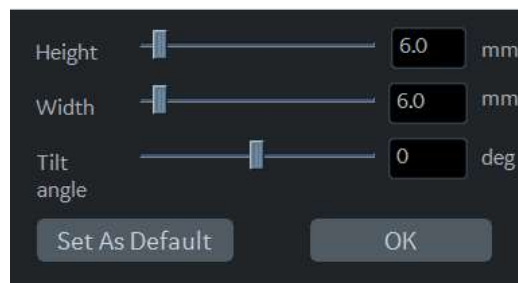 Height 6.0 mm
Width 6.0 mm
Tilt 0 deg
angle
Set As Default OK